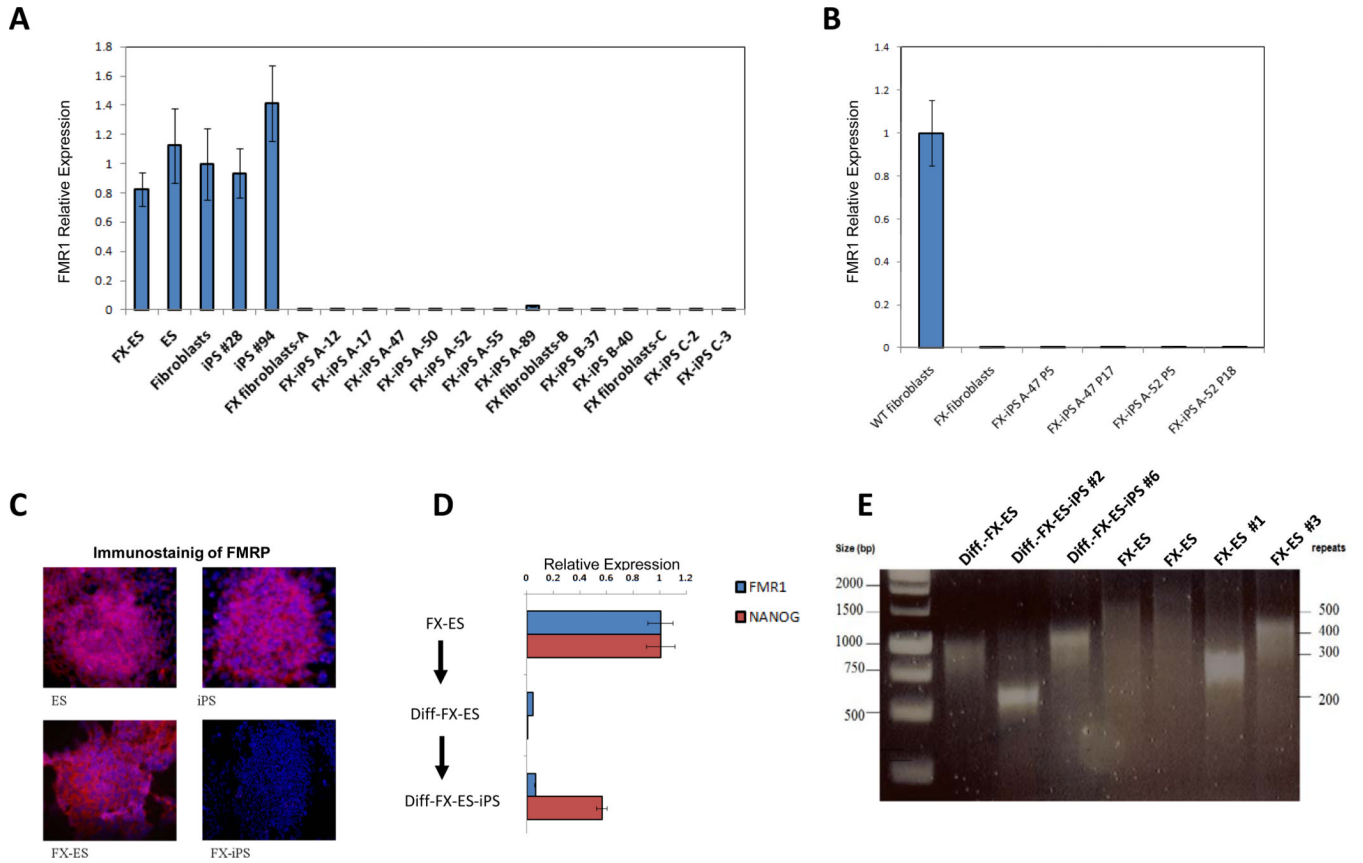 A
FMR1 Relative Expression
1.8
1.6
1.4
1.2
1
0.8
0.6
0.4
0.2
0
FX-ES
ES
Fibroblasts
iPS #28
iPS #94
FX fibroblasts-A
FX-iPS A-12
FX-iPS A-17
FX-iPS A-47
FX-iPS A-50
FX-iPS A-52
FX-iPS A-55
FX-iPS A-89
FX fibroblasts-B
FX-iPS B-37
FX-iPS B-40
FX fibroblasts-C
FX-iPS C-2
FX-iPS C-3
B
FMR1 Relative Expression
1.4
1.2
1
0.8
0.6
0.4
0.2
0
WT fibroblasts
FX-fibroblasts
FX-iPS A-47 P5
FX-iPS A-47 P17
FX-iPS A-52 P5
FX-iPS A-52 P18
C
Immunostainig of FMRP
ES
iPS
FX-ES
FX-iPS
D
Relative Expression
0 0.2 0.4 0.6 0.8 1 1.2
FX-ES
Diff-FX-ES
Diff-FX-ES-iPS
FMR1
NANOG
E
Size (bp)
Diff.-FX-ES
Diff.-FX-ES-iPS #2
Diff.-FX-ES-iPS #6
FX-ES
FX-ES
FX-ES #1
FX-ES #3
repeats
2000
1500
1000
750
500
500
400
300
200